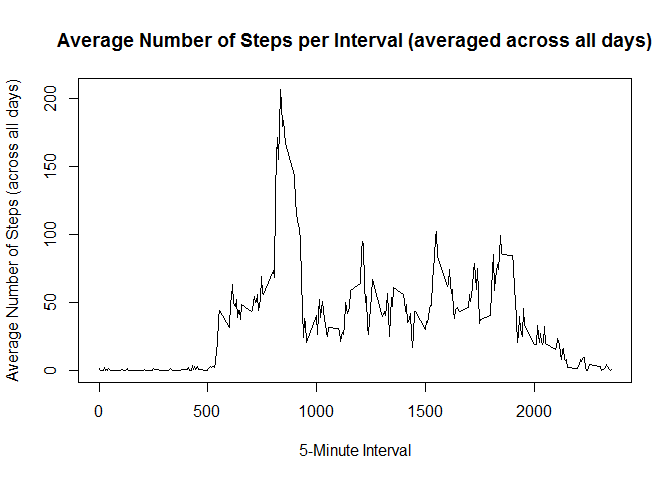 Average Number of Steps per Interval (averaged across all days)
Average Number of Steps (across all days)
200
150
100
50
0
0 500 1000 1500 2000
5-Minute Interval